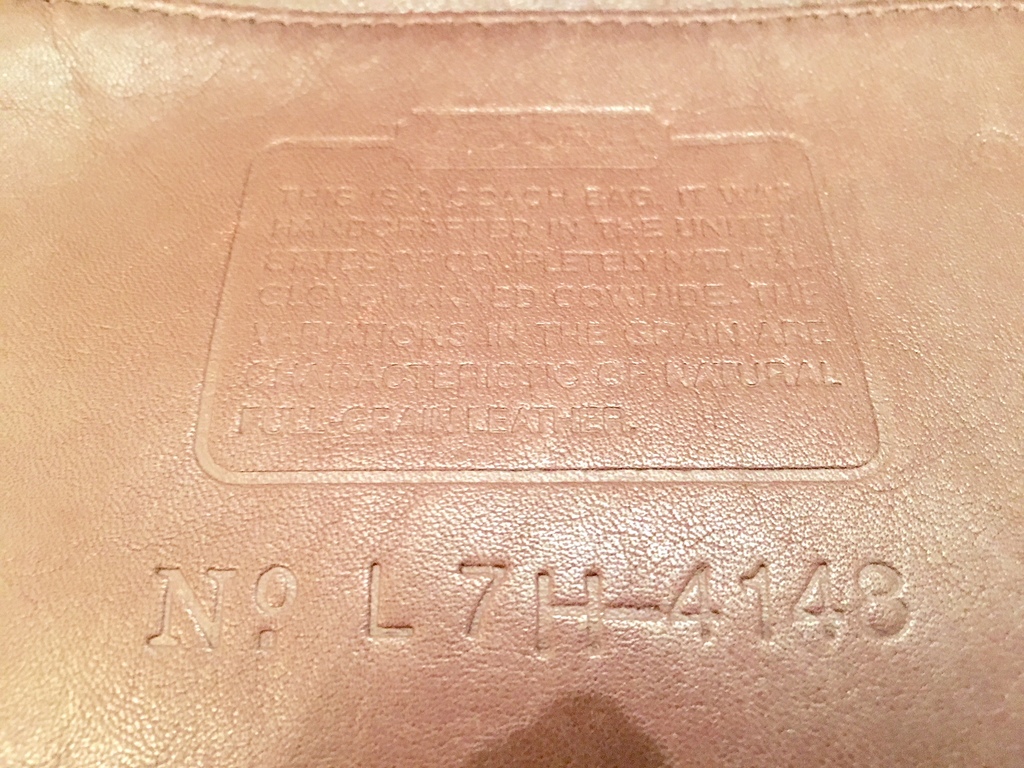 THIS IS A COACH BAG. IT WAS
HANDCRAFTED IN THE UNITED
STATES OF COMPLETELY NATURAL
GLOVE TANNED COWHIDE. THE
VARIATIONS IN THE GRAIN ARE
CHARACTERISTIC OF NATURAL
FULL-GRAIN LEATHER.
No L7H-4148